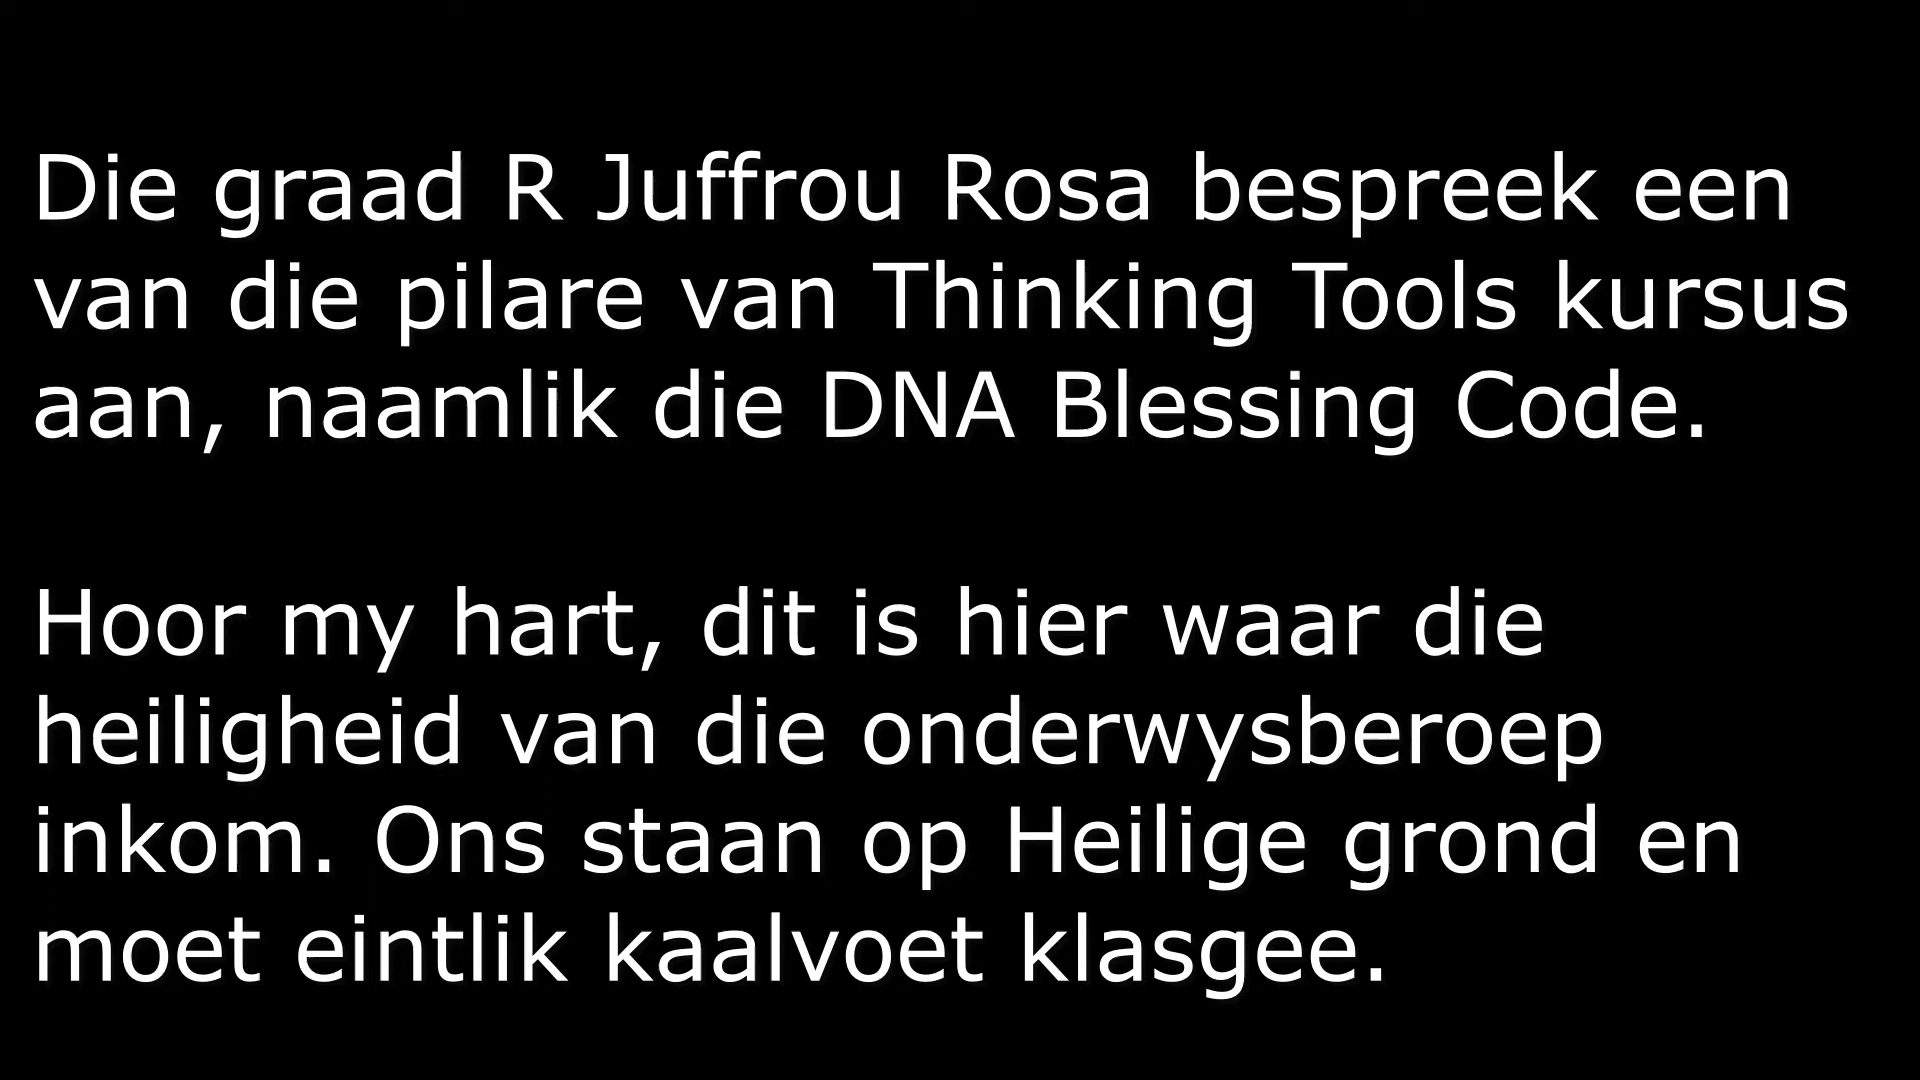 Die graad R Juffrou Rosa bespreek een
van die pilare van Thinking Tools kursus
aan, naamlik die DNA Blessing Code.
Hoor my hart, dit is hier waar die
heiligheid van die onderwysberoep
inkom. Ons staan op Heilige grond en
moet eintlik kaalvoet klasgee.